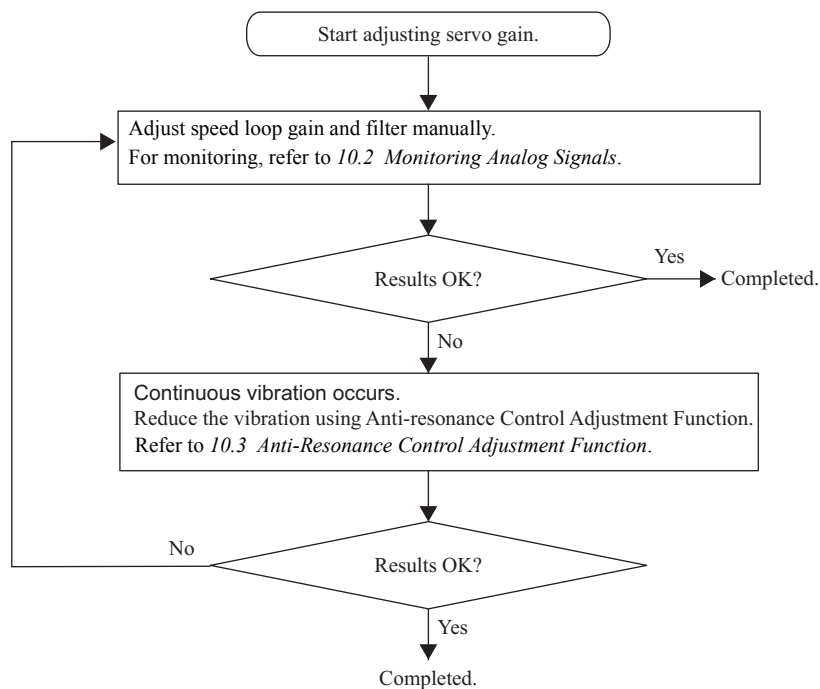 Start adjusting servo gain.
Adjust speed loop gain and filter manually.
For monitoring, refer to 10.2 Monitoring Analog Signals.
Results OK?
Yes
Completed.
No
Continuous vibration occurs.
Reduce the vibration using Anti-resonance Control Adjustment Function.
Refer to 10.3 Anti-Resonance Control Adjustment Function.
No
Results OK?
Yes
Completed.